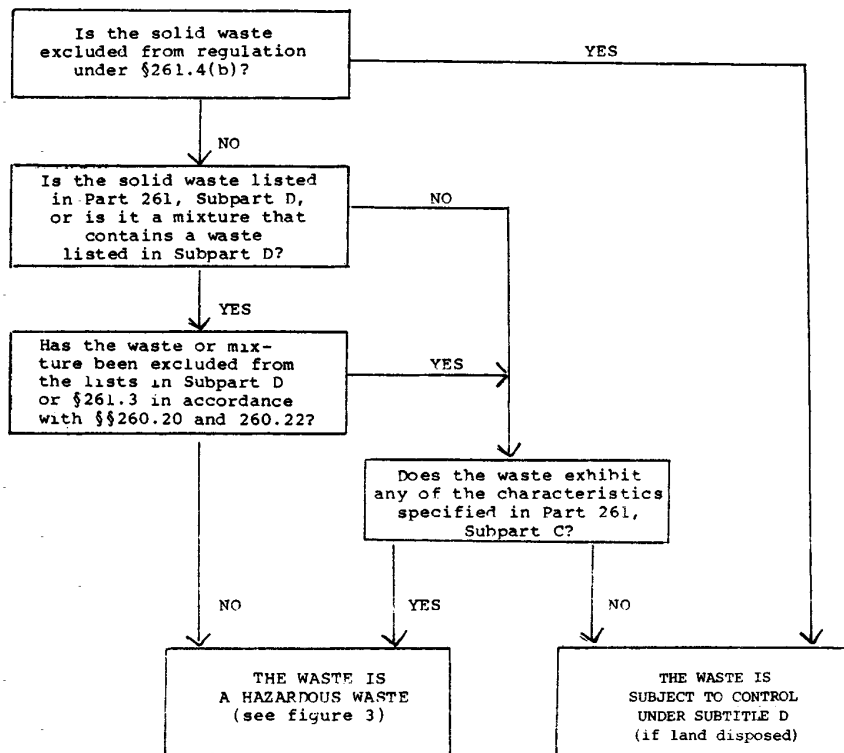 Is the solid waste
excluded from regulation
under §261.4(b)?
YES
NO
Is the solid waste listed
in Part 261, Subpart D,
or is it a mixture that
contains a waste
listed in Subpart D?
NO
YES
Has the waste or mix-
ture been excluded from
the lists in Subpart D
or §261.3 in accordance
with §§260.20 and 260.22?
YES
Does the waste exhibit
any of the characteristics
specified in Part 261,
Subpart C?
NO
YES
NO
THE WASTE IS
A HAZARDOUS WASTE
(see figure 3)
THE WASTE IS
SUBJECT TO CONTROL
UNDER SUBTITLE D
(if land disposed)